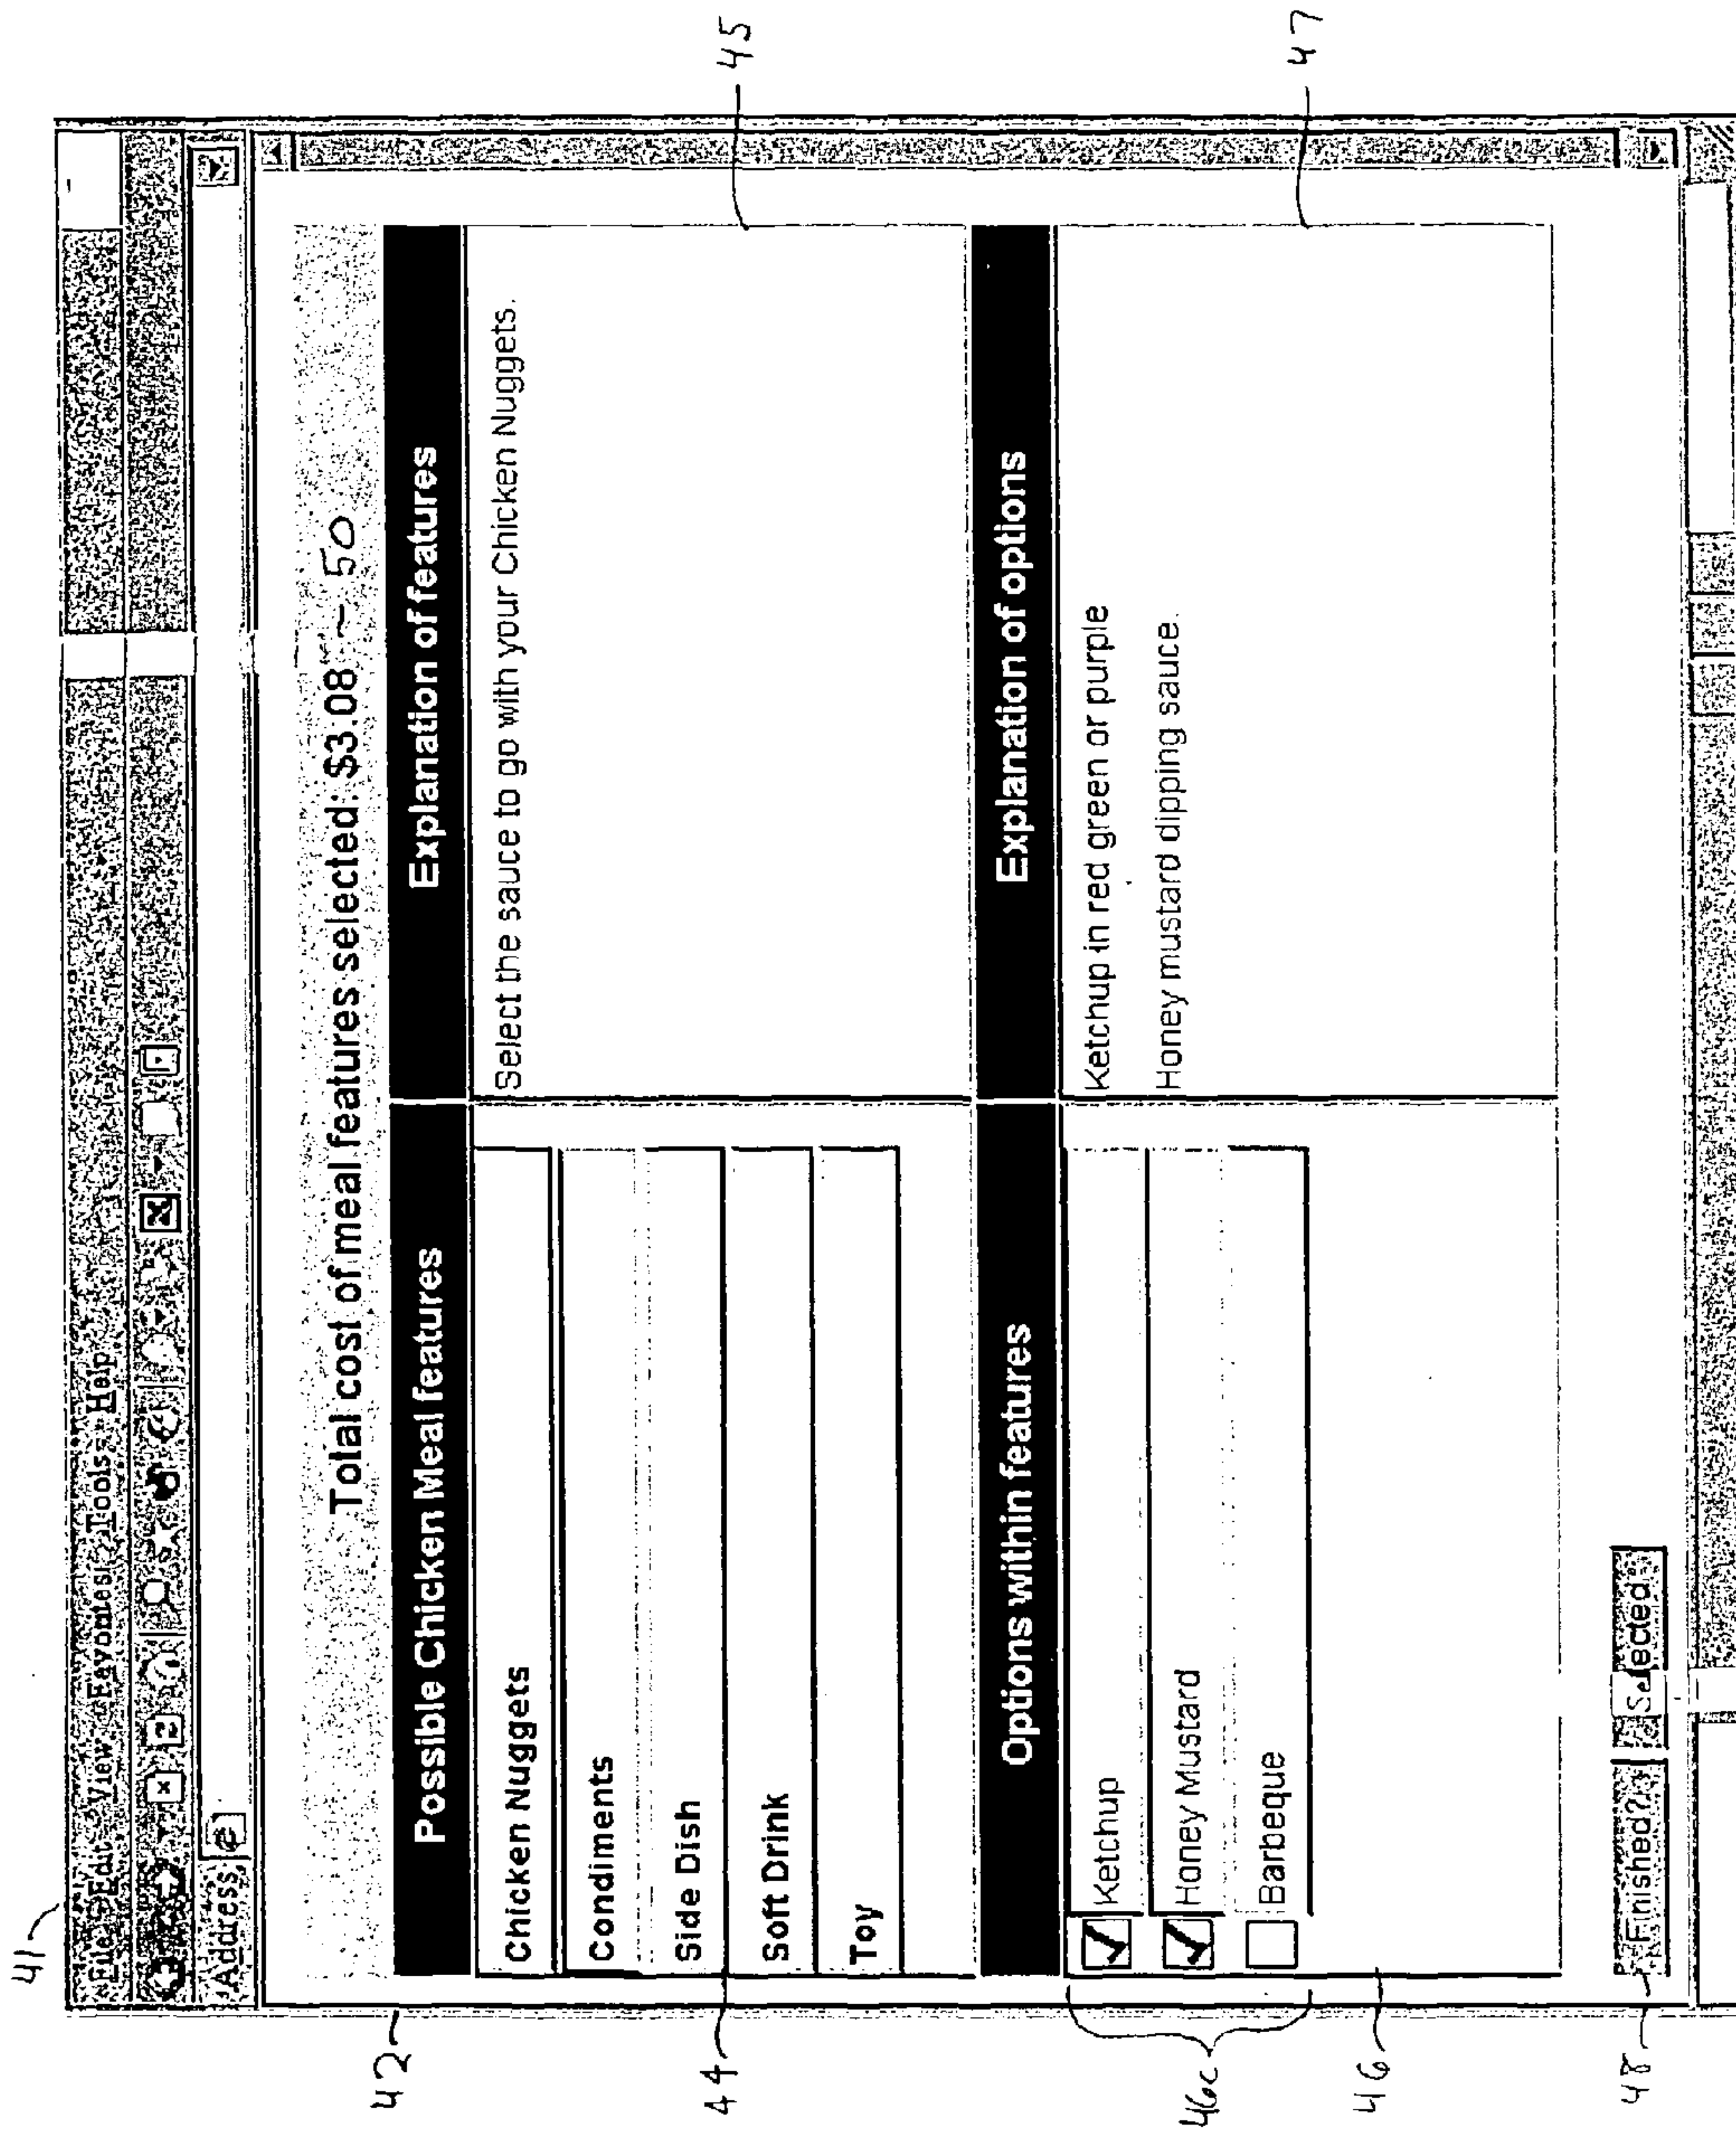 41
File Edit View Favorites Tools Help
Address
42
Total cost of meal features selected: $3.08 ~ 50
Possible Chicken Meal features
Explanation of features
Chicken Nuggets
Condiments
Side Dish
Soft Drink
Toy
44
Select the sauce to go with your Chicken Nuggets.
45
Options within features
Explanation of options
Ketchup
Honey Mustard
Barbeque
46c
46
Ketchup in red green or purple
Honey mustard dipping sauce.
47
48
Finished?
Selected